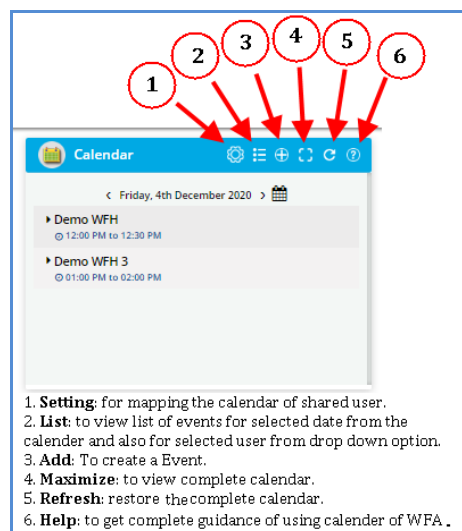 1 2 3 4 5 6
Calendar
Friday, 4th December 2020
Demo WFH
12:00 PM to 12:30 PM
Demo WFH 3
01:00 PM to 02:00 PM
1. Setting: for mapping the calendar of shared user.
2. List: to view list of events for selected date from the
calender and also for selected user from drop down option.
3. Add: To create a Event.
4. Maximize: to view complete calendar.
5. Refresh: restore the complete calendar.
6. Help: to get complete guidance of using calender of WFA .